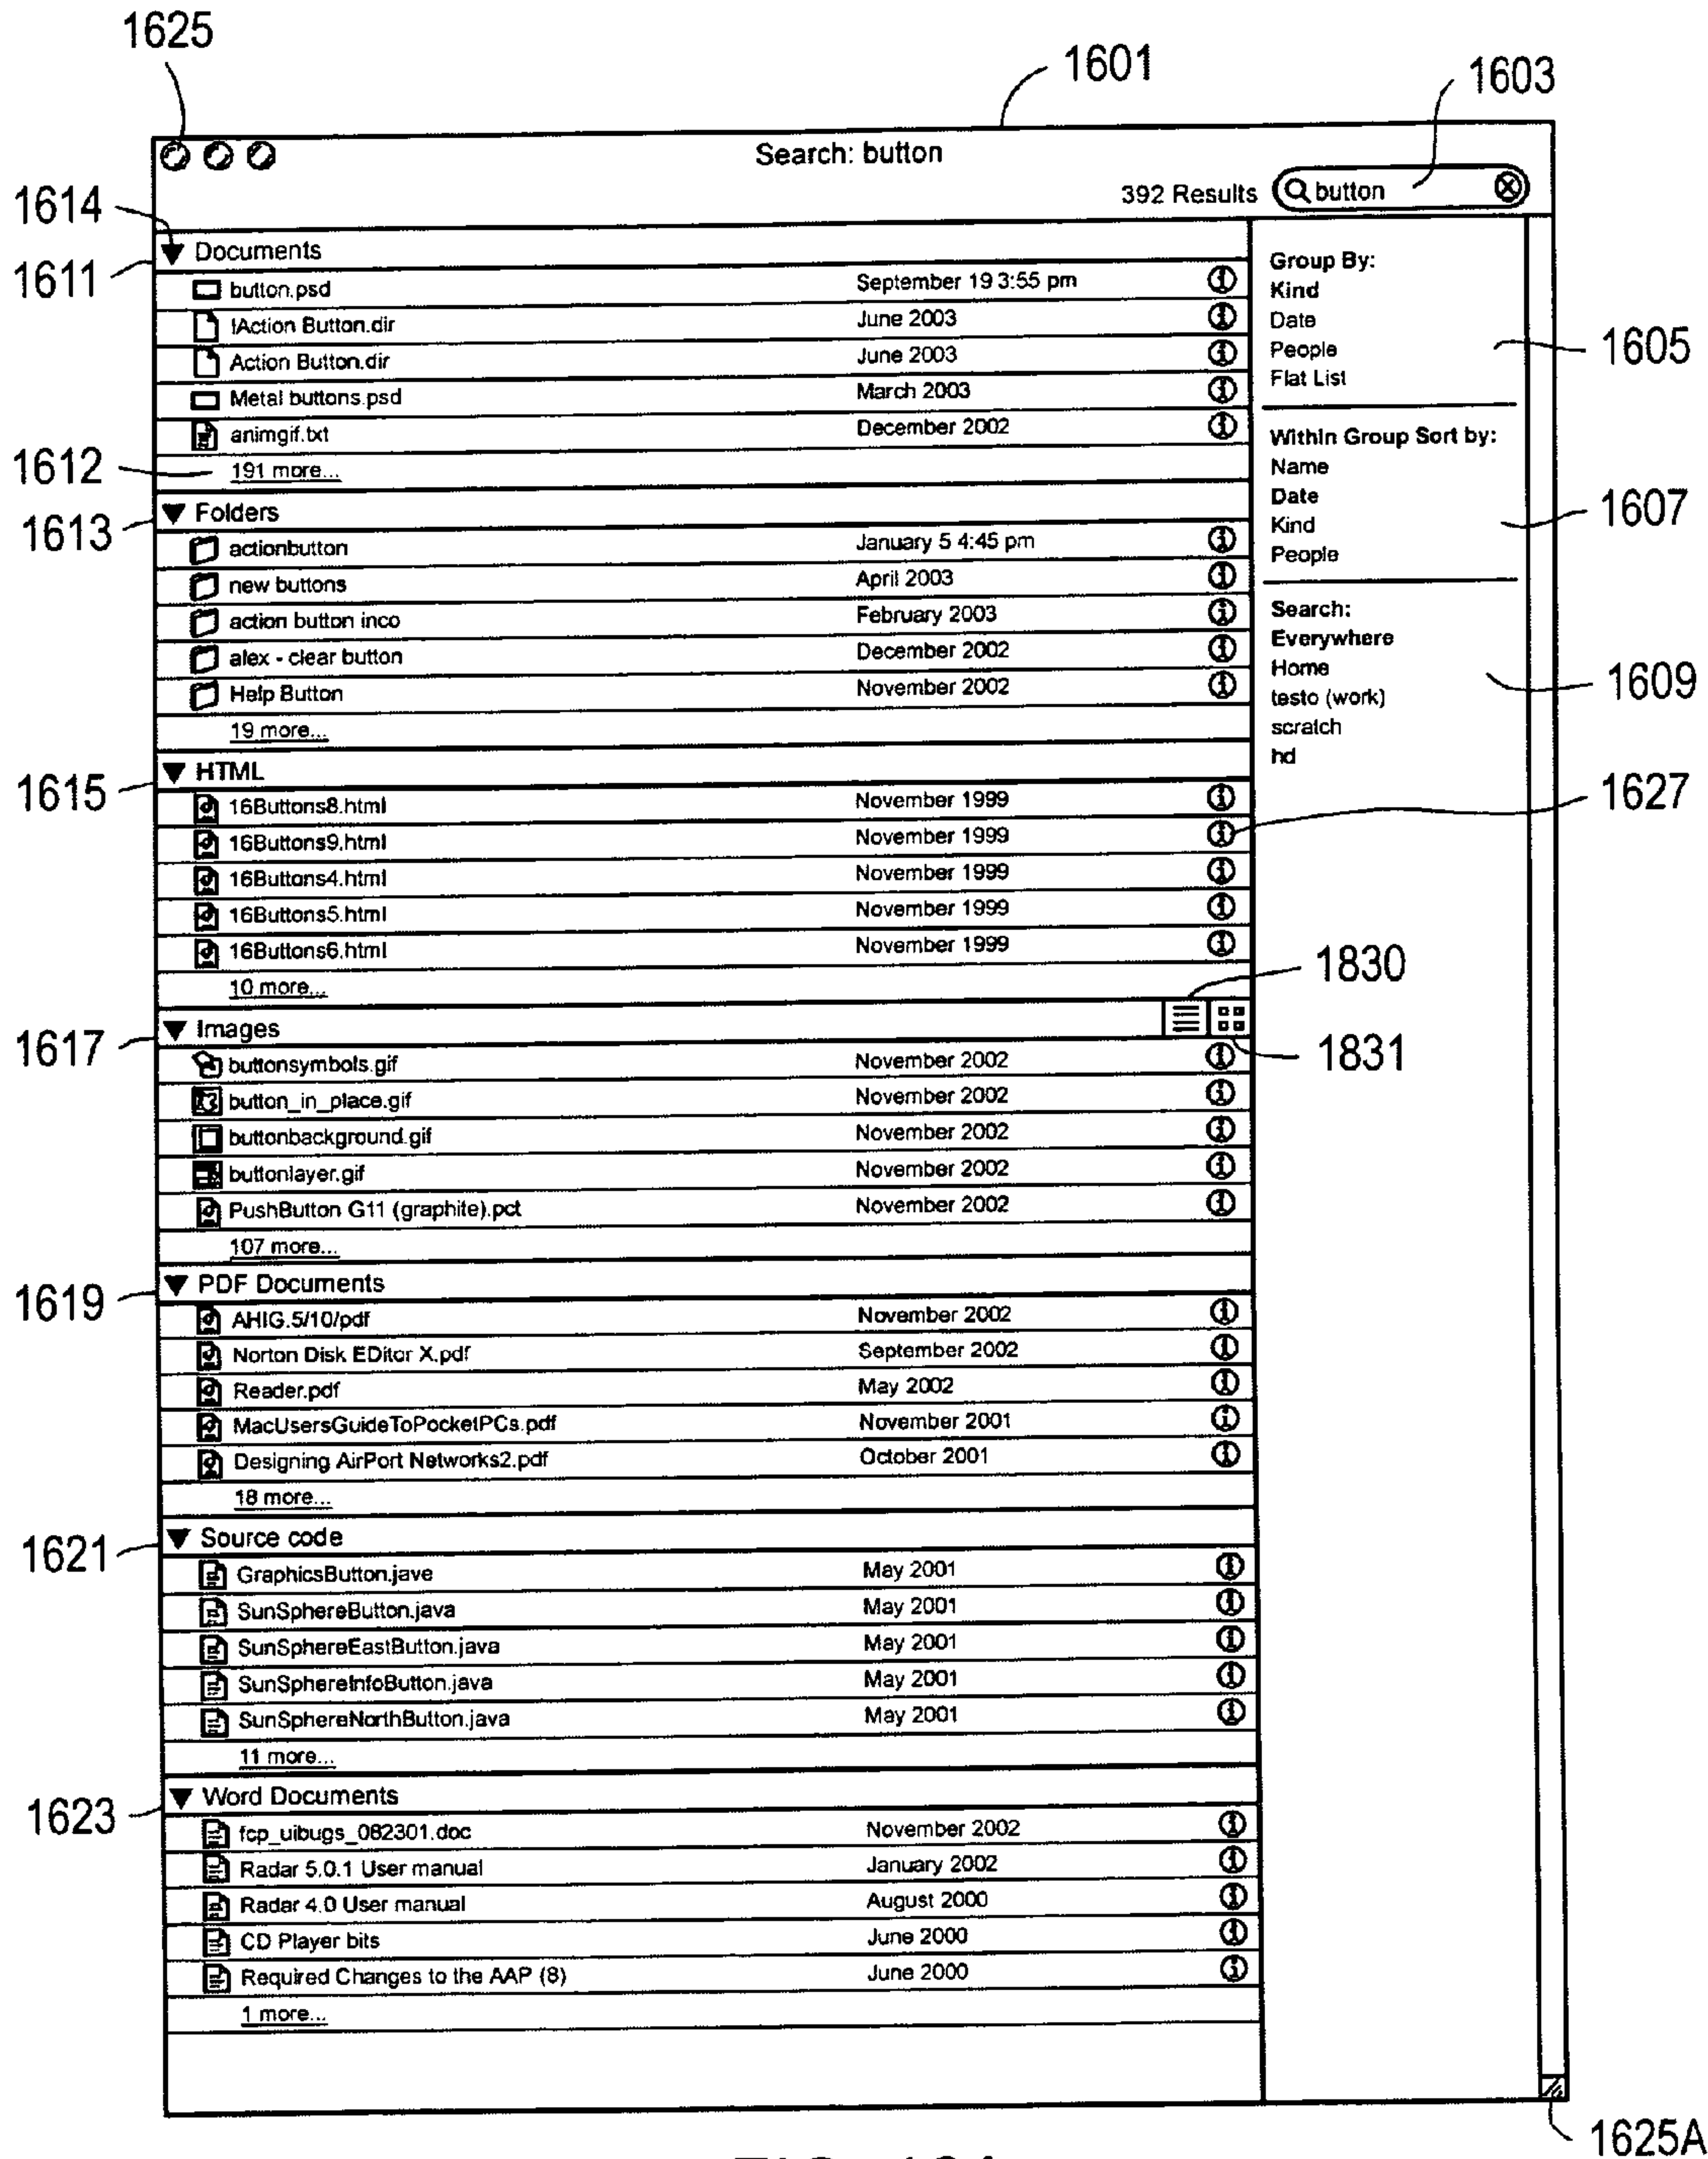 1625
1601
1603
Search: button
392 Results
button
1614
Documents
1611
button.psd September 19 3:55 pm
!Action Button.dir June 2003
Action Button.dir June 2003
Metal buttons.psd March 2003
animgif.txt December 2002
1612
191 more...
Group By:
Kind
Date
People
Flat List
1605
Within Group Sort by:
Name
Date
Kind
People
1607
Search:
Everywhere
Home
testo (work)
scratch
hd
1609
1613
Folders
actionbutton January 5 4:45 pm
new buttons April 2003
action button inco February 2003
alex - clear button December 2002
Help Button November 2002
19 more...
1615
HTML
16Buttons8.html November 1999
16Buttons9.html November 1999
1627
16Buttons4.html November 1999
16Buttons5.html November 1999
16Buttons6.html November 1999
10 more...
1830
1617
Images
1831
buttonsymbols.gif November 2002
button_in_place.gif November 2002
buttonbackground.gif November 2002
buttonlayer.gif November 2002
PushButton G11 (graphite).pct November 2002
107 more...
1619
PDF Documents
AHIG.5/10/pdf November 2002
Norton Disk EDitor X.pdf September 2002
Reader.pdf May 2002
MacUsersGuideToPocketPCs.pdf November 2001
Designing AirPort Networks2.pdf October 2001
18 more...
1621
Source code
GraphicsButton.jave May 2001
SunSphereButton.java May 2001
SunSphereEastButton.java May 2001
SunSphereInfoButton.java May 2001
SunSphereNorthButton.java May 2001
11 more...
1623
Word Documents
fcp_uibugs_082301.doc November 2002
Radar 5.0.1 User manual January 2002
Radar 4.0 User manual August 2000
CD Player bits June 2000
Required Changes to the AAP (8) June 2000
1 more...
1625A